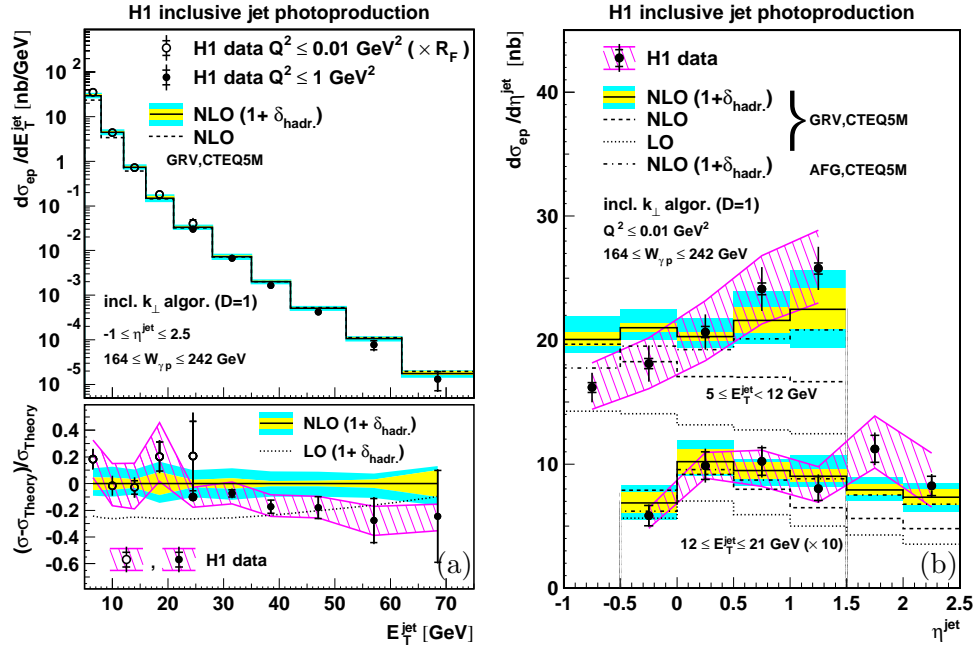 H1 inclusive jet photoproduction
dσ_ep /dE_T^jet [nb/GeV]
H1 data Q² ≤ 0.01 GeV² ( × R_F )
H1 data Q² ≤ 1 GeV²
NLO (1+ δ_hadr.)
NLO
GRV,CTEQ5M
10²
10
1
10⁻¹
10⁻²
10⁻³
10⁻⁴
10⁻⁵
incl. k_⊥ algor. (D=1)
-1 ≤ η^jet ≤ 2.5
164 ≤ W_γp ≤ 242 GeV
(σ-σ_Theory)/σ_Theory
0.4
0.2
0
-0.2
-0.4
-0.6
NLO (1+ δ_hadr.)
LO (1+ δ_hadr.)
, H1 data
(a)
10 20 30 40 50 60 70
E_T^jet [GeV]
H1 inclusive jet photoproduction
dσ_ep /dη^jet [nb]
H1 data
NLO (1+δ_hadr.)
NLO
LO
GRV,CTEQ5M
NLO (1+δ_hadr.) AFG,CTEQ5M
incl. k_⊥ algor. (D=1)
Q² ≤ 0.01 GeV²
164 ≤ W_γp ≤ 242 GeV
40
30
20
10
0
5 ≤ E_T^jet < 12 GeV
12 ≤ E_T^jet ≤ 21 GeV (× 10)
(b)
-1 -0.5 0 0.5 1 1.5 2 2.5
η^jet